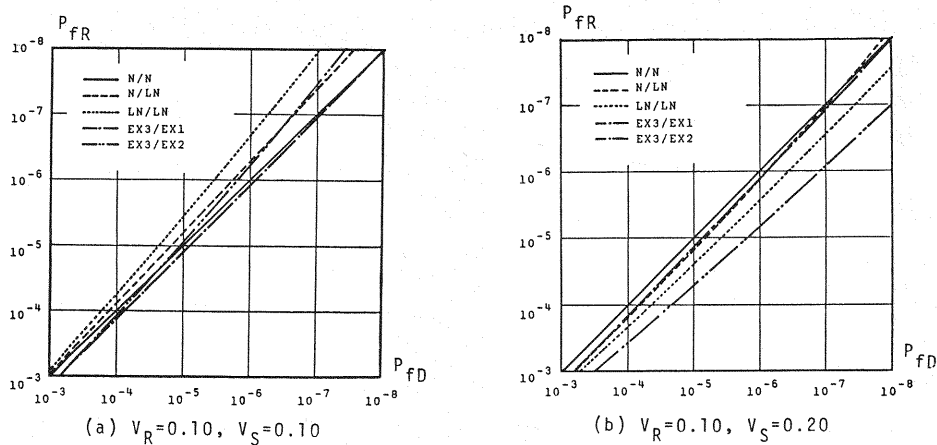 P_fR
10⁻⁸
10⁻⁷
10⁻⁶
10⁻⁵
10⁻⁴
10⁻³
N/N
N/LN
LN/LN
EX3/EX1
EX3/EX2
P_fD
10⁻³ 10⁻⁴ 10⁻⁵ 10⁻⁶ 10⁻⁷ 10⁻⁸
(a) V_R=0.10, V_S=0.10
P_fR
10⁻⁸
10⁻⁷
10⁻⁶
10⁻⁵
10⁻⁴
10⁻³
N/N
N/LN
LN/LN
EX3/EX1
EX3/EX2
P_fD
10⁻³ 10⁻⁴ 10⁻⁵ 10⁻⁶ 10⁻⁷ 10⁻⁸
(b) V_R=0.10, V_S=0.20